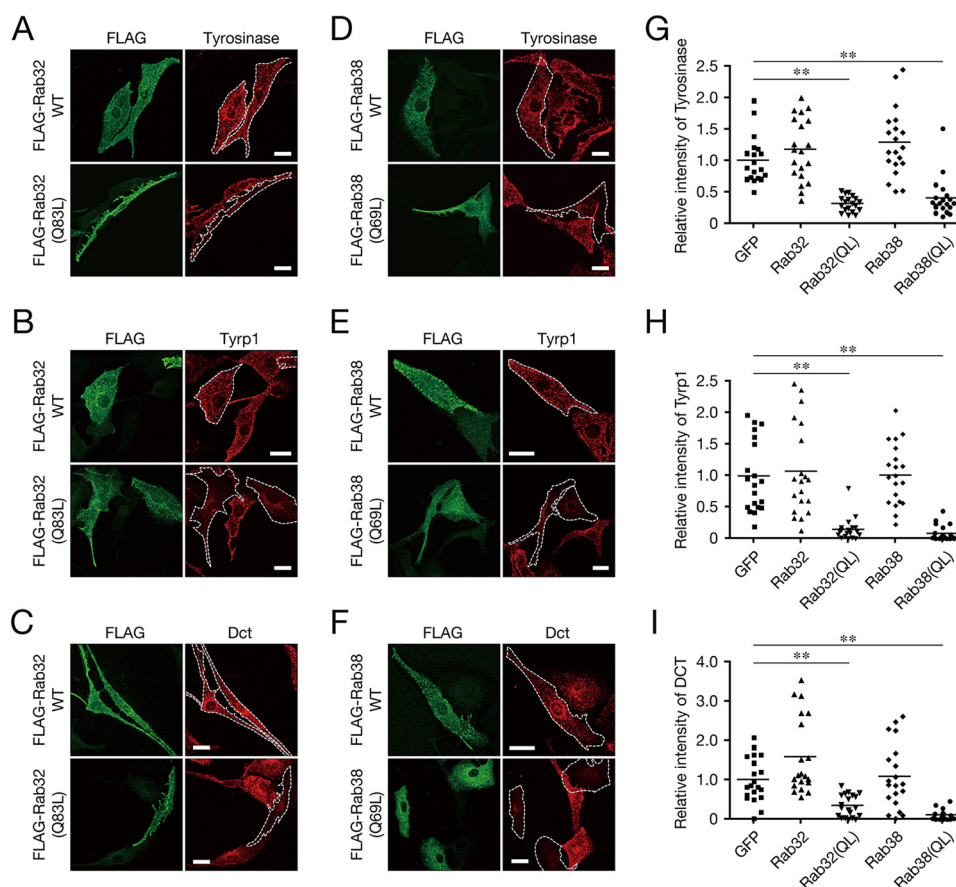 A
FLAG
Tyrosinase
FLAG-Rab32
WT
FLAG-Rab32
(Q83L)
B
FLAG
Tyrp1
FLAG-Rab32
WT
FLAG-Rab32
(Q83L)
C
FLAG
Dct
FLAG-Rab32
WT
FLAG-Rab32
(Q83L)
D
FLAG
Tyrosinase
FLAG-Rab38
WT
FLAG-Rab38
(Q69L)
E
FLAG
Tyrp1
FLAG-Rab38
WT
FLAG-Rab38
(Q69L)
F
FLAG
Dct
FLAG-Rab38
WT
FLAG-Rab38
(Q69L)
G
Relative intensity of Tyrosinase
2.5
2.0
1.5
1.0
0.5
0
**
**
GFP
Rab32
Rab32(QL)
Rab38
Rab38(QL)
H
Relative intensity of Tyrp1
2.5
2.0
1.5
1.0
0.5
0
**
**
GFP
Rab32
Rab32(QL)
Rab38
Rab38(QL)
I
Relative intensity of DCT
4.0
3.0
2.0
1.0
0
**
**
GFP
Rab32
Rab32(QL)
Rab38
Rab38(QL)